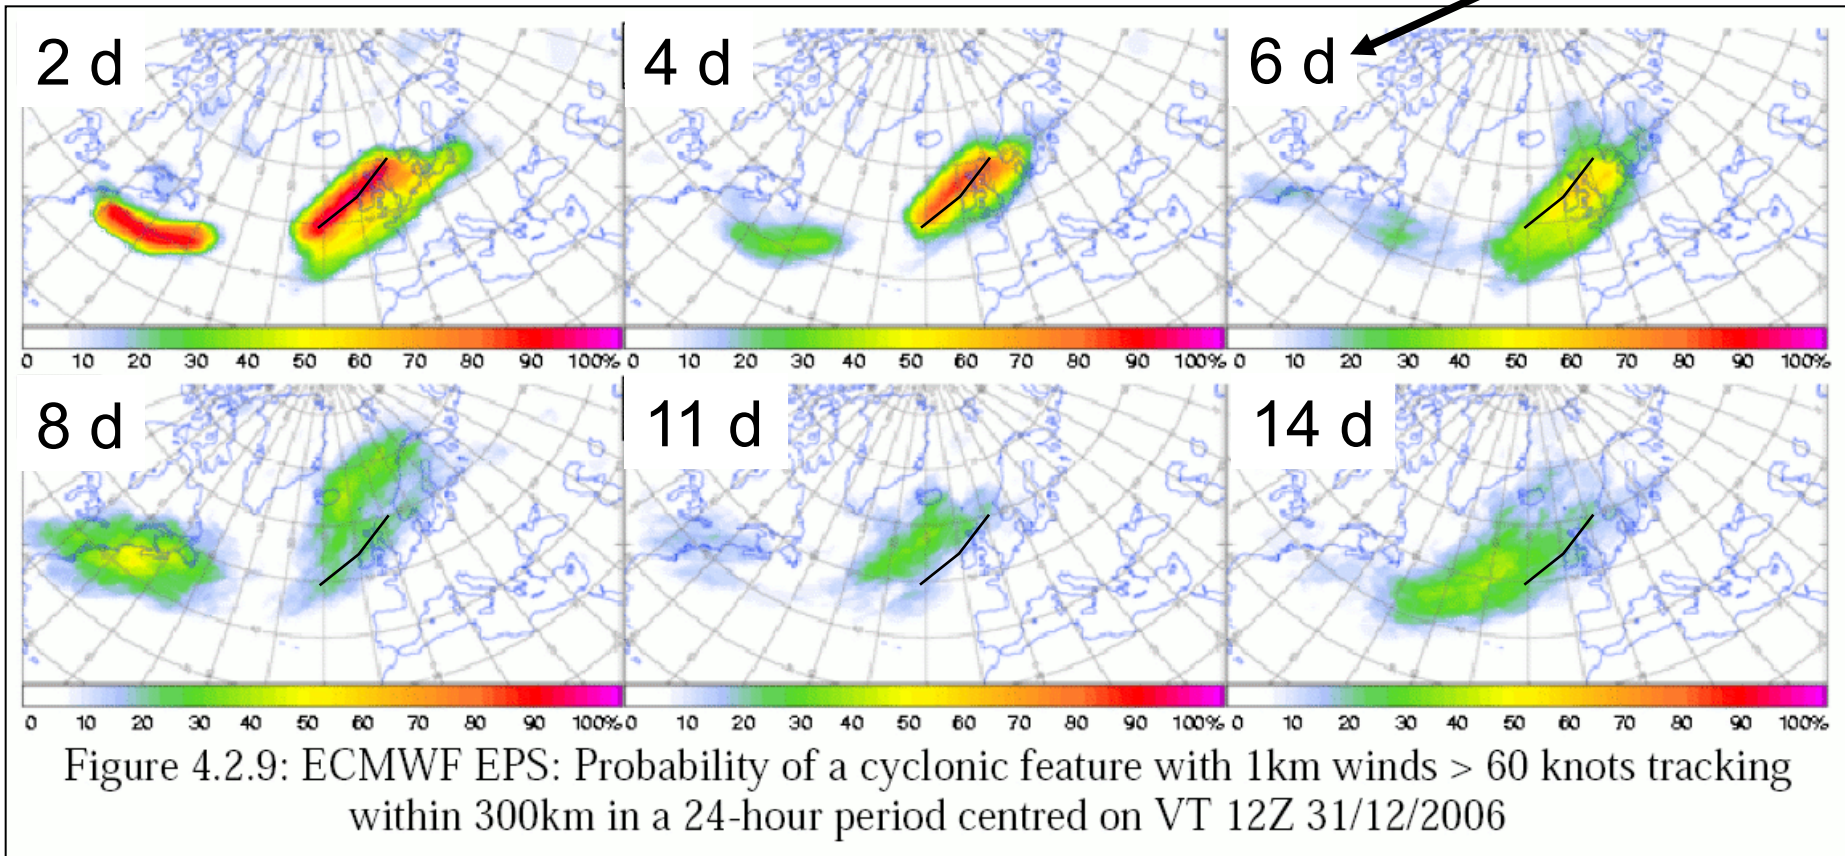 2 d
4 d
6 d
0 10 20 30 40 50 60 70 80 90 100%
0 10 20 30 40 50 60 70 80 90 100%
0 10 20 30 40 50 60 70 80 90 100%
8 d
11 d
14 d
0 10 20 30 40 50 60 70 80 90 100%
0 10 20 30 40 50 60 70 80 90 100%
0 10 20 30 40 50 60 70 80 90 100%
Figure 4.2.9: ECMWF EPS: Probability of a cyclonic feature with 1km winds > 60 knots tracking
within 300km in a 24-hour period centred on VT 12Z 31/12/2006